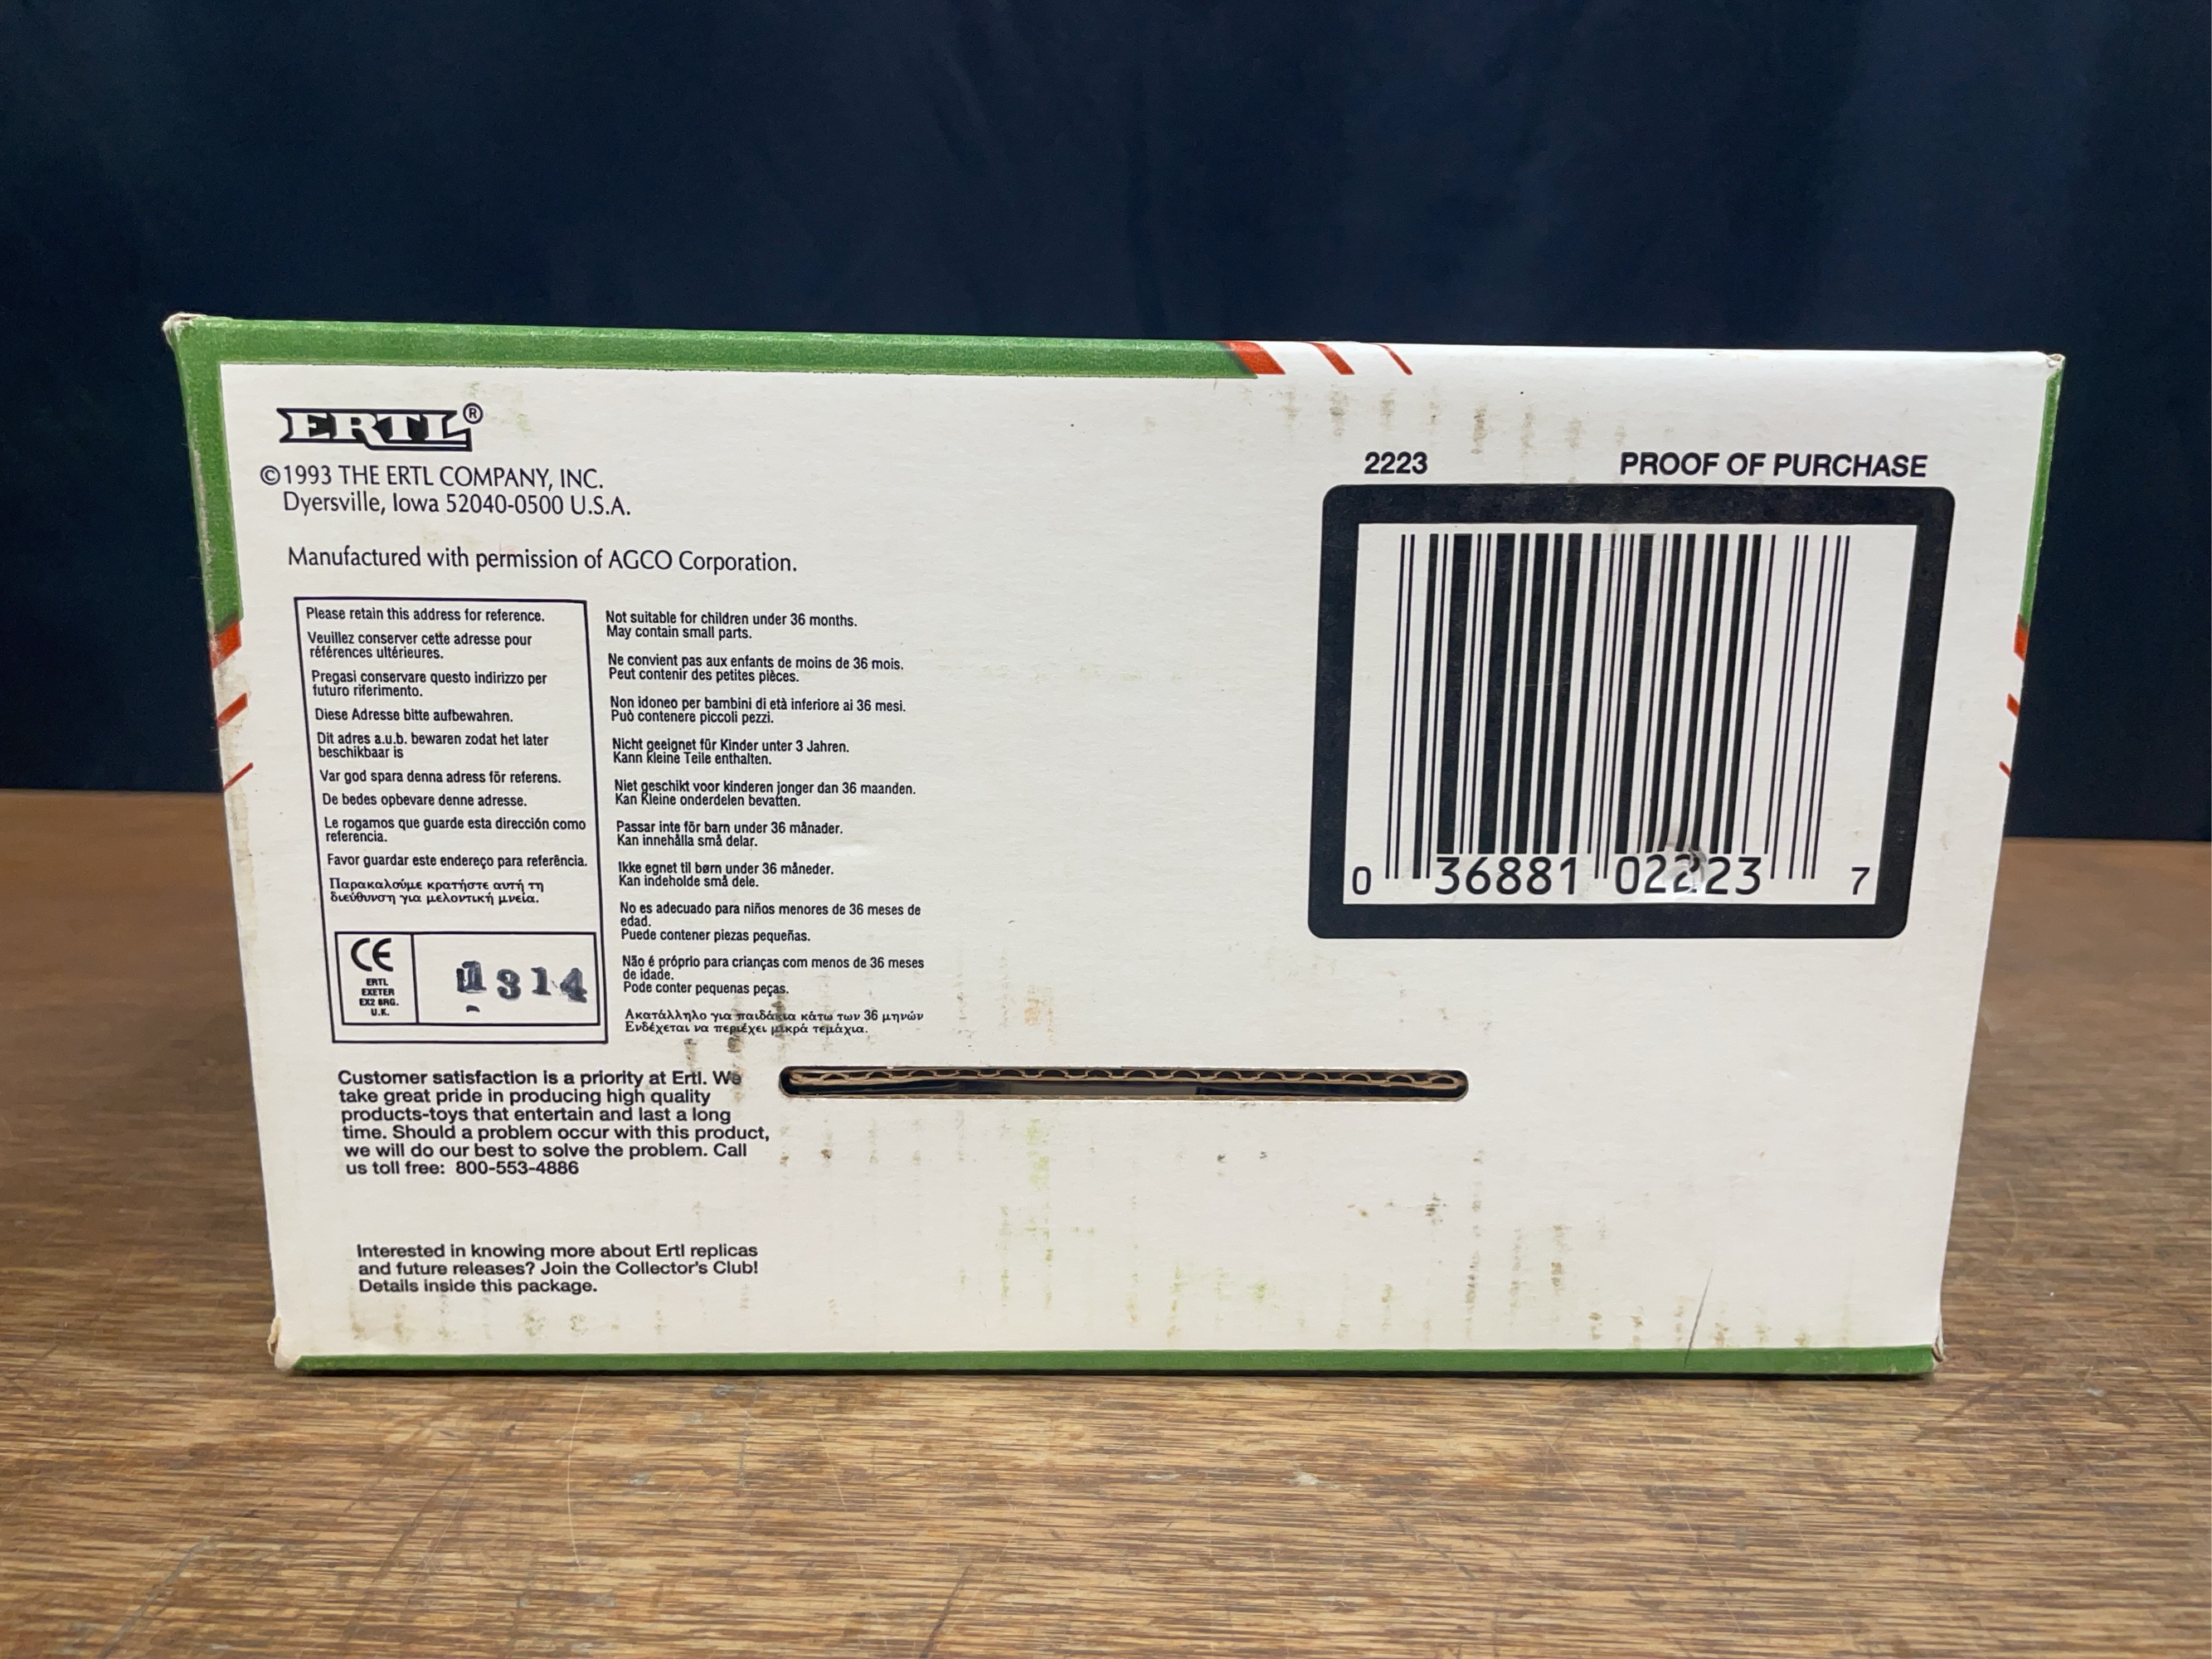 ERTL®
©1993 THE ERTL COMPANY, INC.
Dyersville, Iowa 52040-0500 U.S.A.
Manufactured with permission of AGCO Corporation.
Please retain this address for reference.
Veuillez conserver cette adresse pour
références ultérieures.
Pregasi conservare questo indirizzo per
futuro riferimento.
Diese Adresse bitte aufbewahren.
Dit adres a.u.b. bewaren zodat het later
beschikbaar is
Var god spara denna adress för referens.
De bedes opbevare denne adresse.
Le rogamos que guarde esta dirección como
referencia.
Favor guardar este endereço para referência.
Παρακαλούμε κρατήστε αυτή τη
διεύθυνση για μελοντική μνεία.
CE
ERTL
EXETER
EX2 8RG.
U.K.
1314
Not suitable for children under 36 months.
May contain small parts.
Ne convient pas aux enfants de moins de 36 mois.
Peut contenir des petites pièces.
Non idoneo per bambini di età inferiore ai 36 mesi.
Può contenere piccoli pezzi.
Nicht geeignet für Kinder unter 3 Jahren.
Kann kleine Teile enthalten.
Niet geschikt voor kinderen jonger dan 36 maanden.
Kan Kleine onderdelen bevatten.
Passar inte för barn under 36 månader.
Kan innehålla små delar.
Ikke egnet til børn under 36 måneder.
Kan indeholde små dele.
No es adecuado para niños menores de 36 meses de
edad.
Puede contener piezas pequeñas.
Não é próprio para crianças com menos de 36 meses
de idade.
Pode conter pequenas peças.
Ακατάλληλο για παιδάκια κάτω των 36 μηνών
Ενδέχεται να περιέχει μικρά τεμάχια.
Customer satisfaction is a priority at Ertl. We
take great pride in producing high quality
products-toys that entertain and last a long
time. Should a problem occur with this product,
we will do our best to solve the problem. Call
us toll free: 800-553-4886
Interested in knowing more about Ertl replicas
and future releases? Join the Collector's Club!
Details inside this package.
2223 PROOF OF PURCHASE
0 36881 02223 7